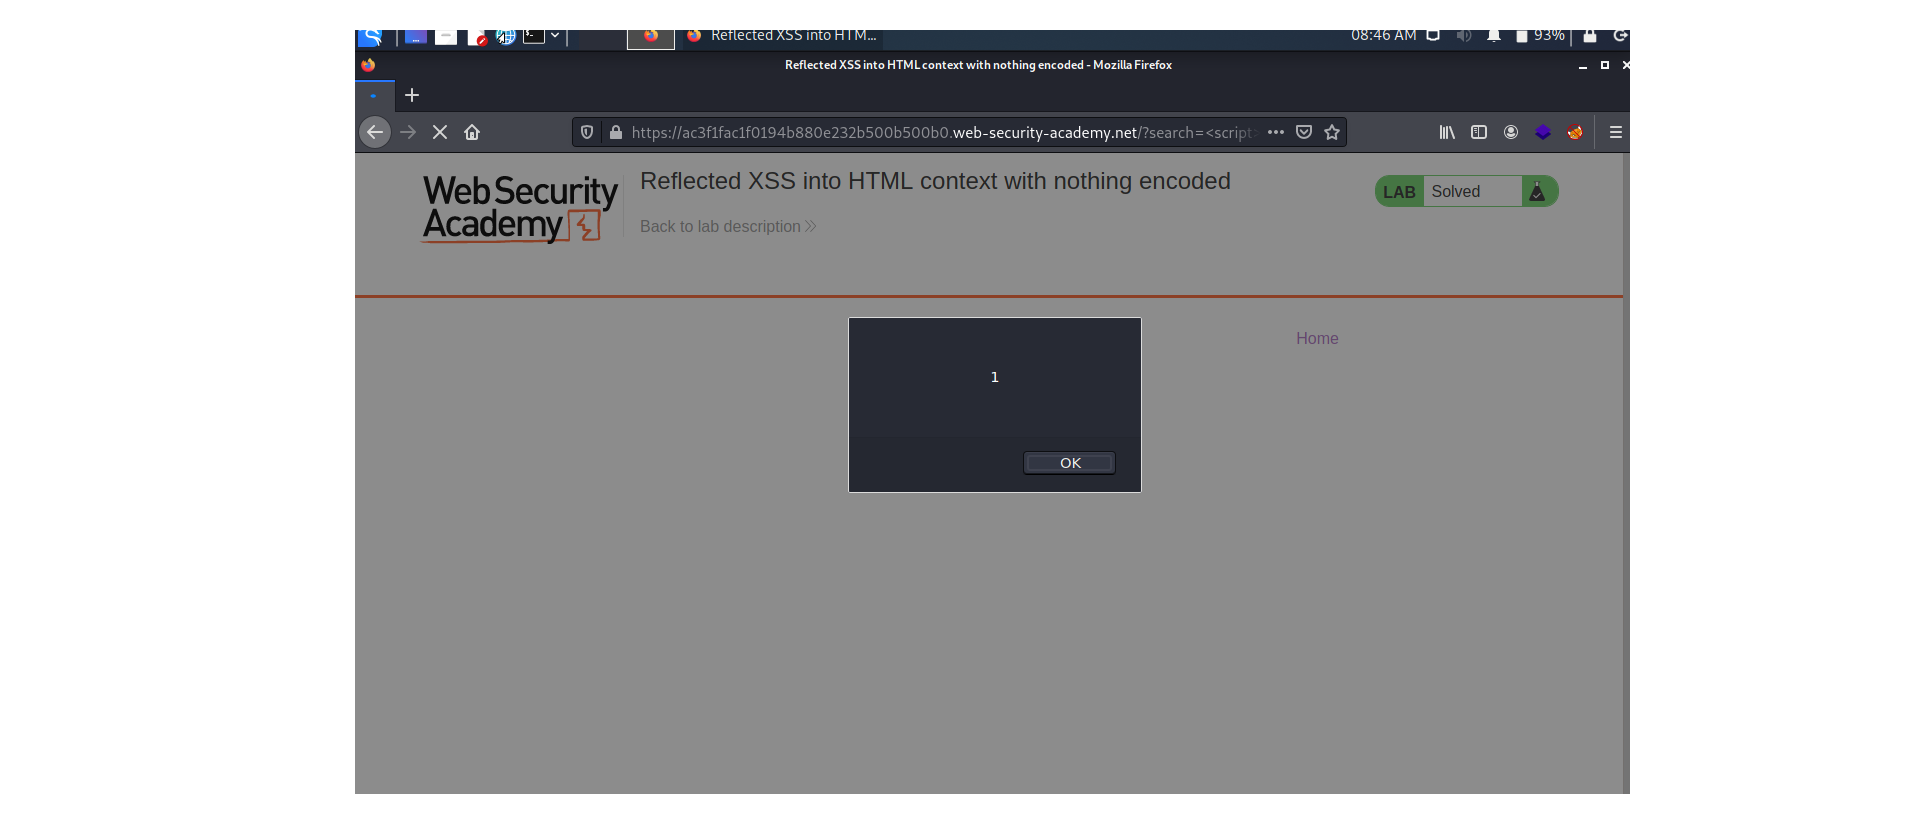 Reflected XSS into HTM... 08:46 AM 93%
Reflected XSS into HTML context with nothing encoded - Mozilla Firefox
https://ac3f1fac1f0194b880e232b500b500b0.web-security-academy.net/?search=<script>
Web Security
Academy
Reflected XSS into HTML context with nothing encoded
Back to lab description
LAB Solved
Home
1
OK